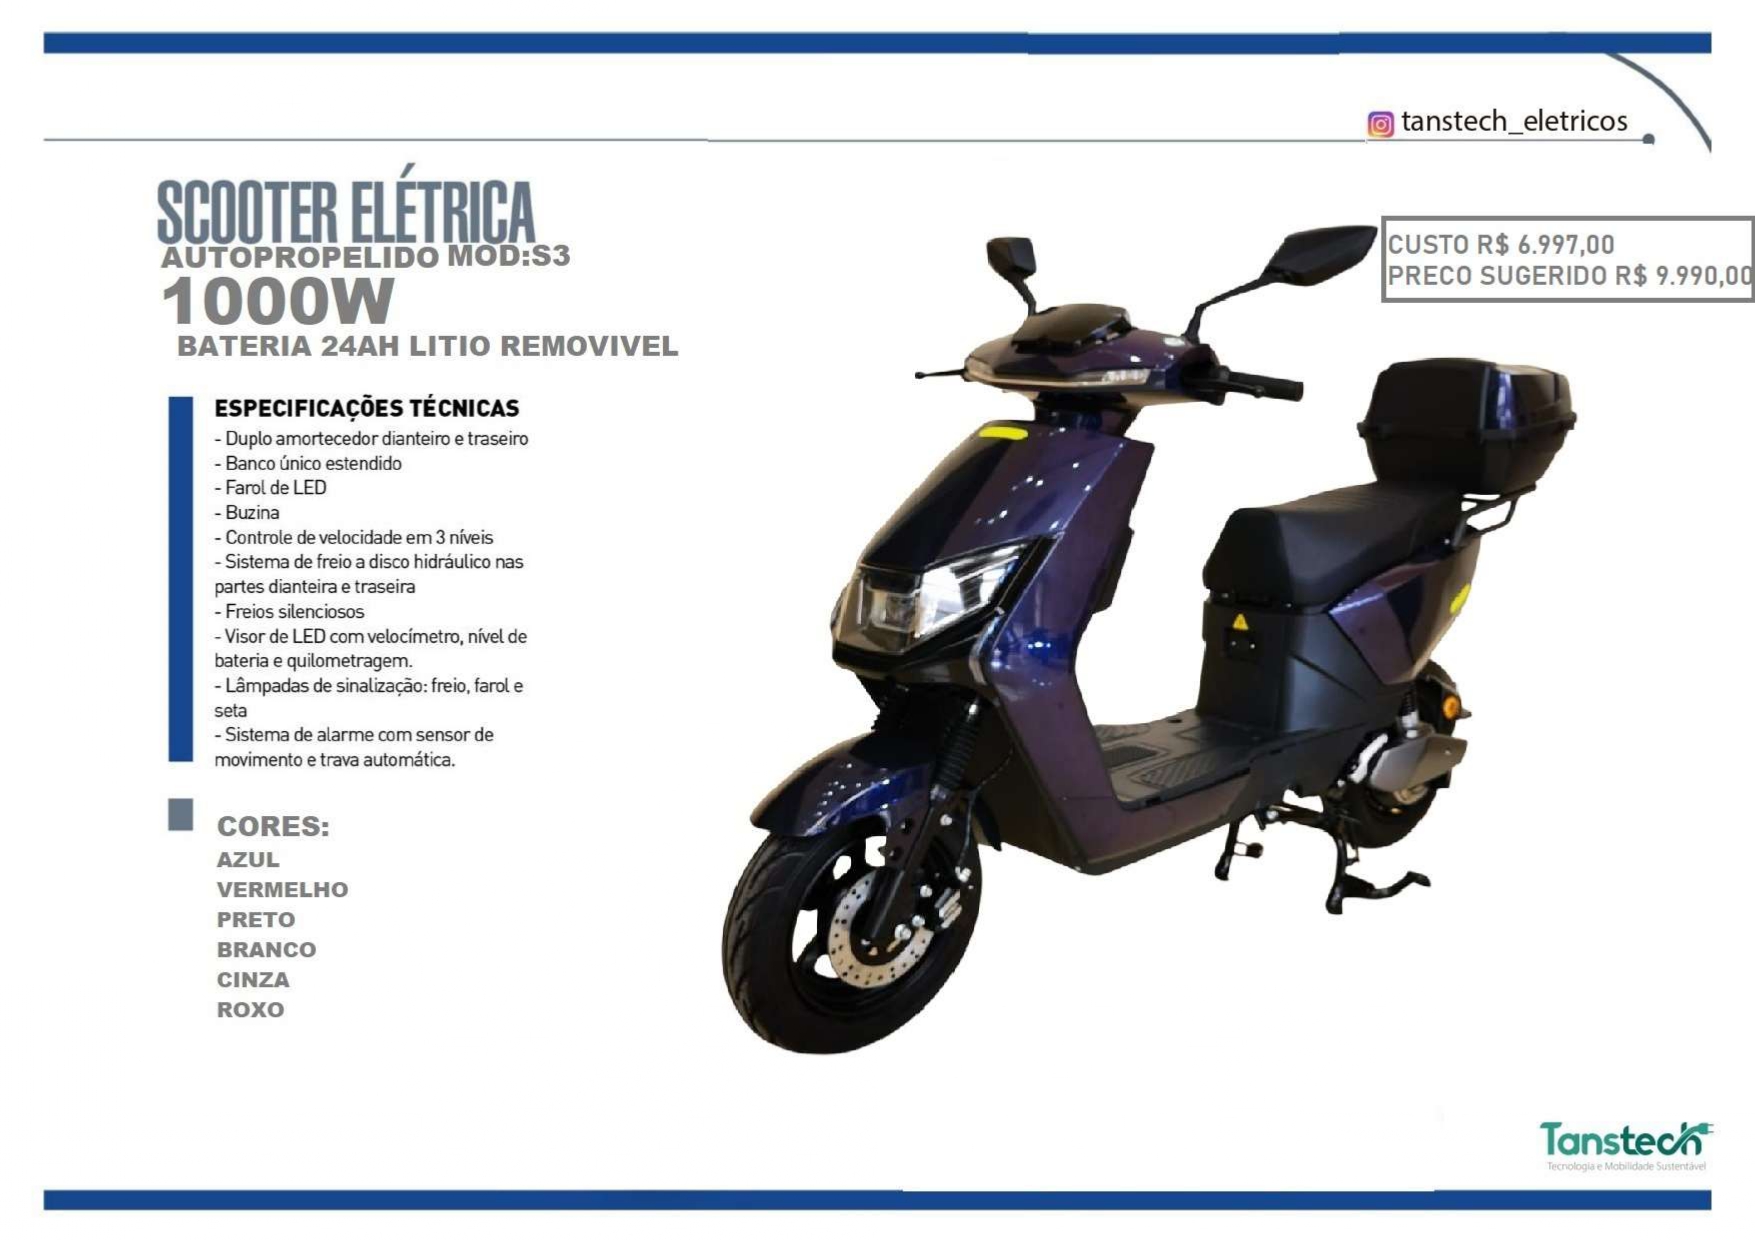 tanstech_eletricos
SCOOTER ELÉTRICA
AUTOPROPELIDO MOD:S3
1000W
BATERIA 24AH LITIO REMOVIVEL
CUSTO R$ 6.997,00
PRECO SUGERIDO R$ 9.990,00
ESPECIFICAÇÕES TÉCNICAS
- Duplo amortecedor dianteiro e traseiro
- Banco único estendido
- Farol de LED
- Buzina
- Controle de velocidade em 3 níveis
- Sistema de freio a disco hidráulico nas
partes dianteira e traseira
- Freios silenciosos
- Visor de LED com velocímetro, nível de
bateria e quilometragem.
- Lâmpadas de sinalização: freio, farol e
seta
- Sistema de alarme com sensor de
movimento e trava automática.
CORES:
AZUL
VERMELHO
PRETO
BRANCO
CINZA
ROXO
Tanstech
Tecnologia e Mobilidade Sustentável